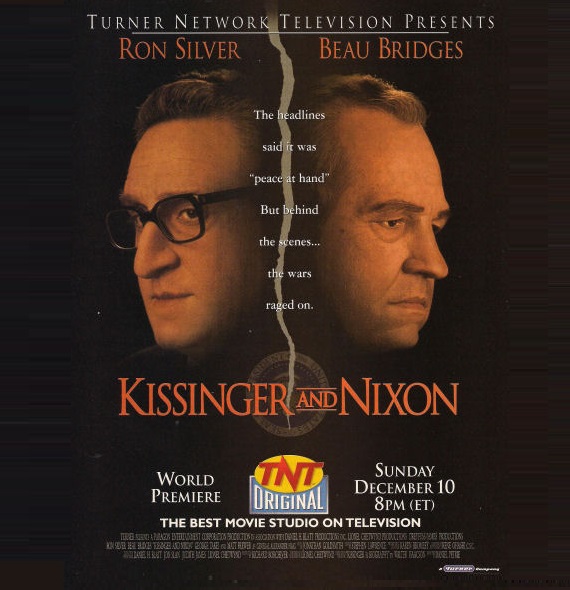 TURNER NETWORK TELEVISION PRESENTS
RON SILVER BEAU BRIDGES
The headlines
said it was
"peace at hand"
But behind
the scenes...
the wars
raged on.
KISSINGER AND NIXON
WORLD
PREMIERE
TNT
ORIGINAL
SUNDAY
DECEMBER 10
8PM (ET)
THE BEST MOVIE STUDIO ON TELEVISION
A Turner Company